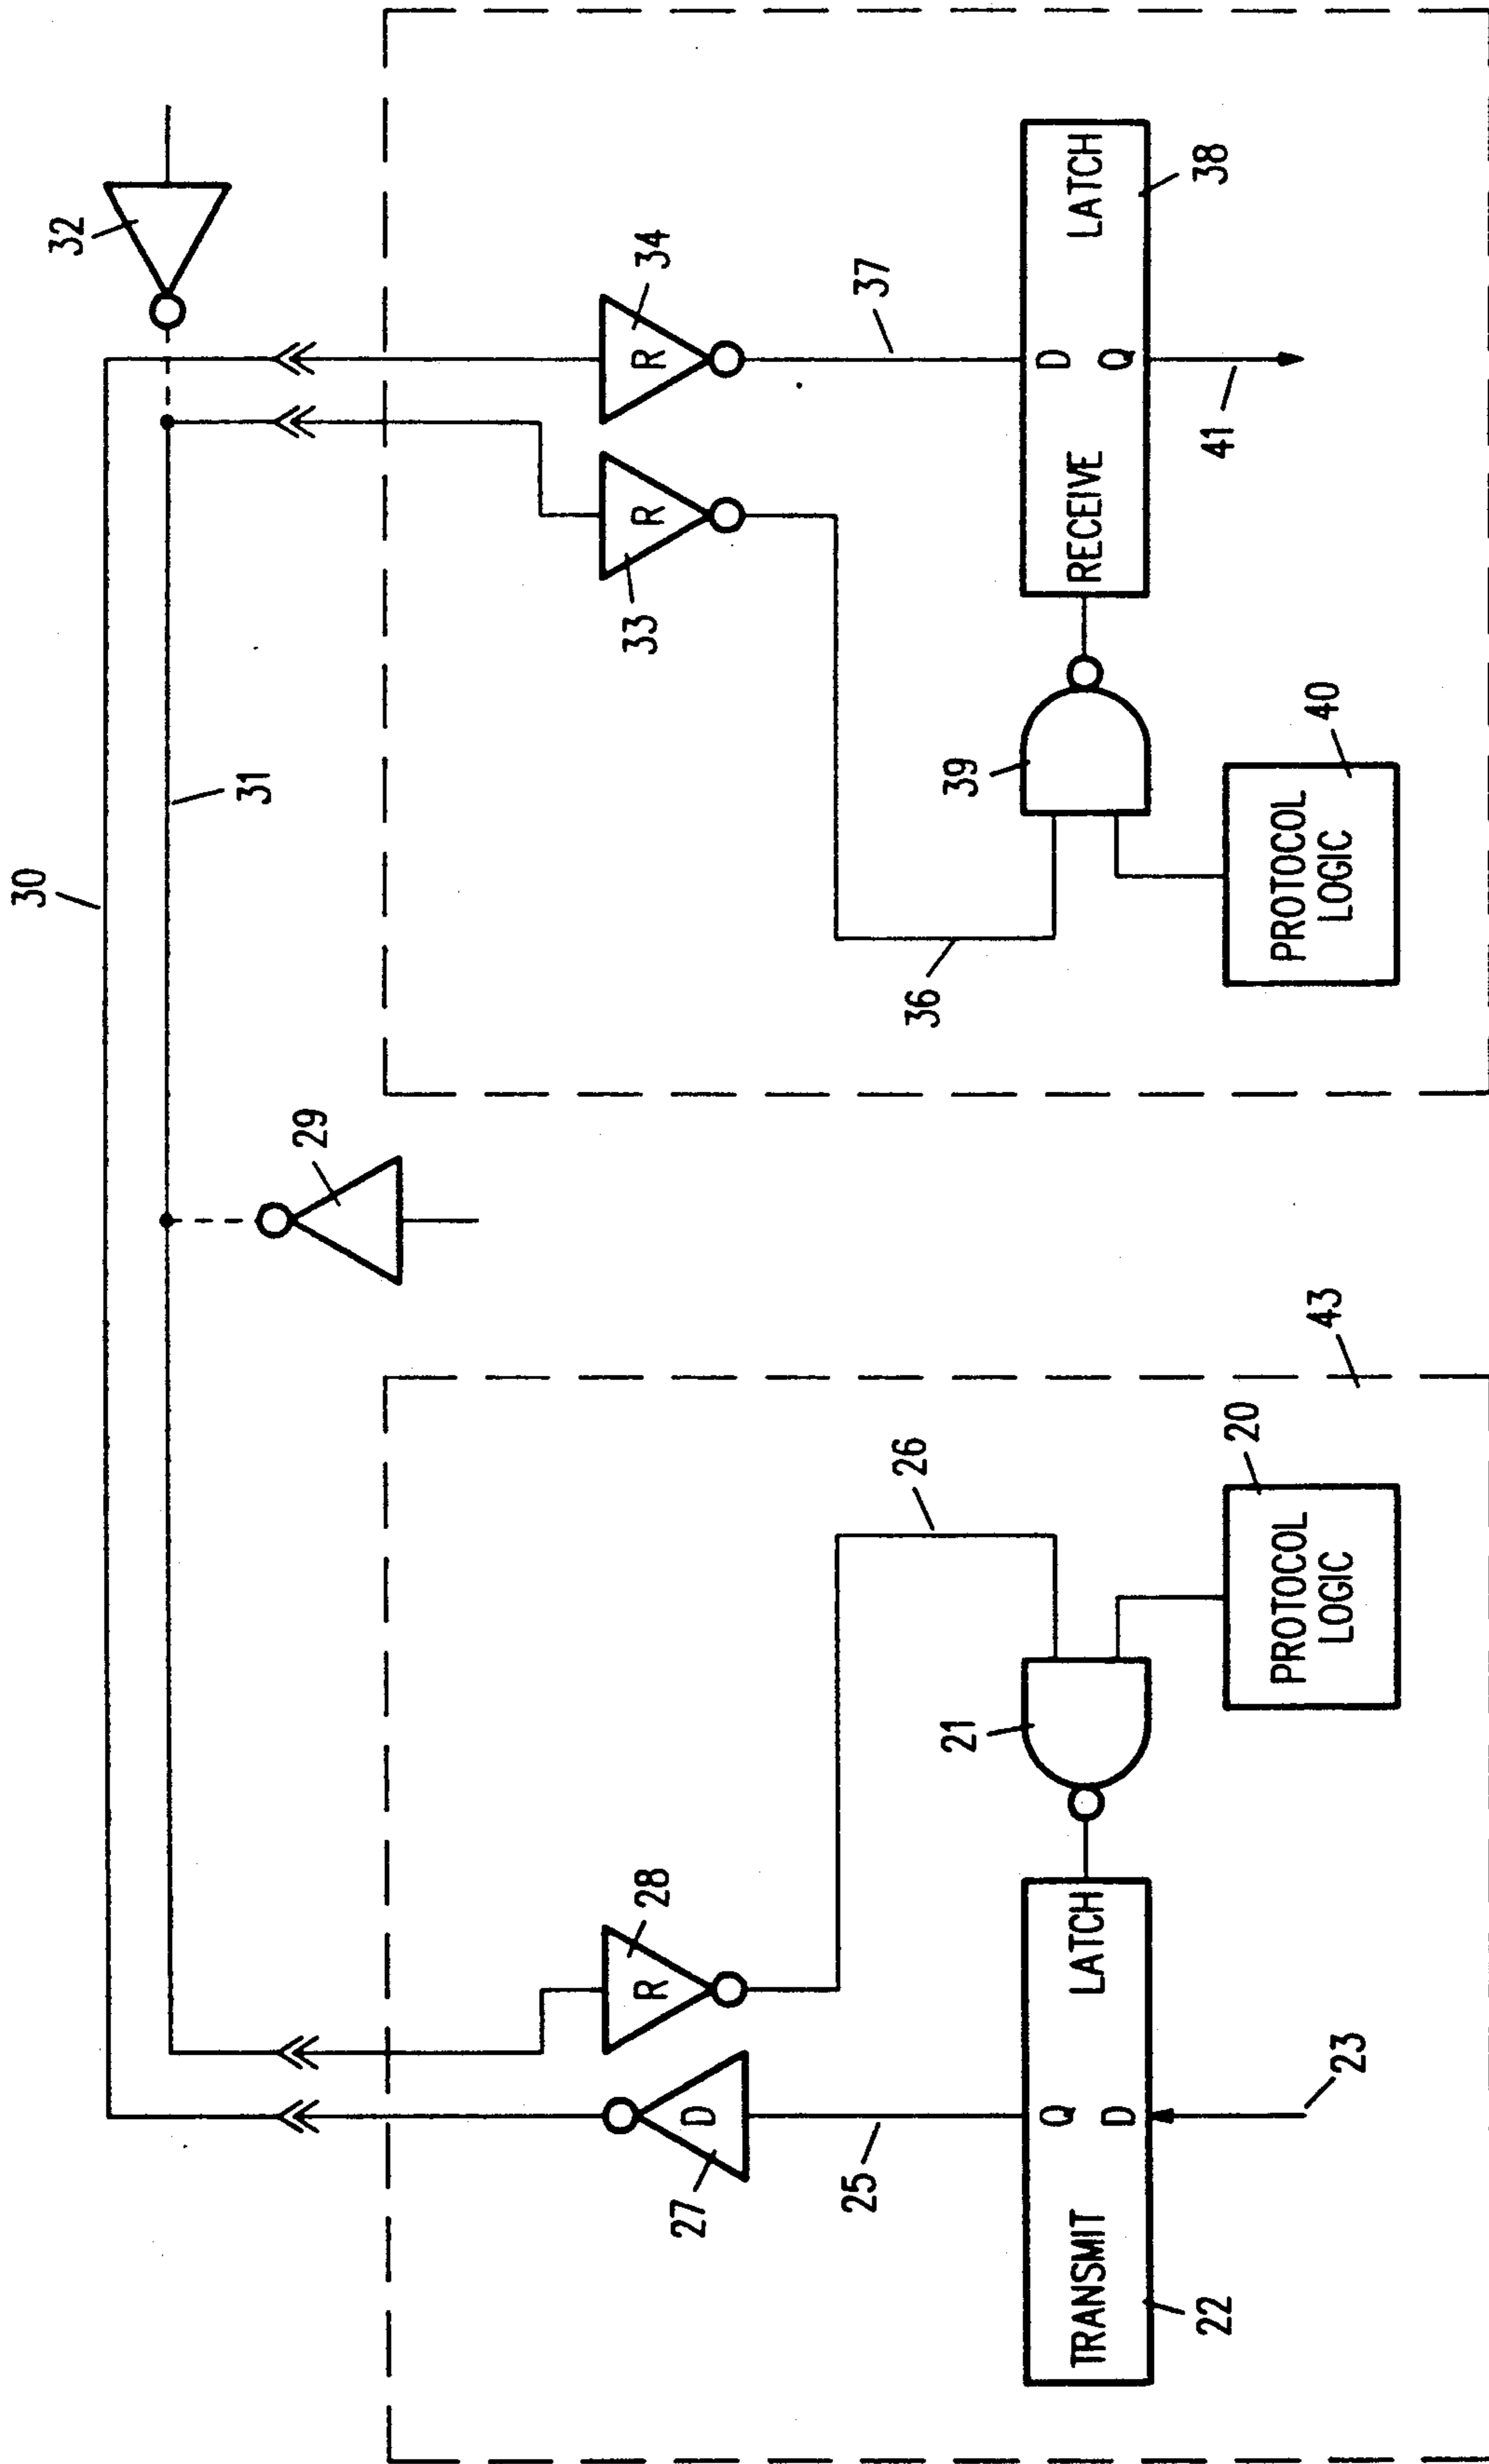 30
31
32
29
43
33
R
34
R
36
37
39
RECEIVE LATCH
D
Q
38
40
PROTOCOL
LOGIC
41
27
D
28
R
25
26
TRANSMIT LATCH
Q
D
22
21
23
20
PROTOCOL
LOGIC